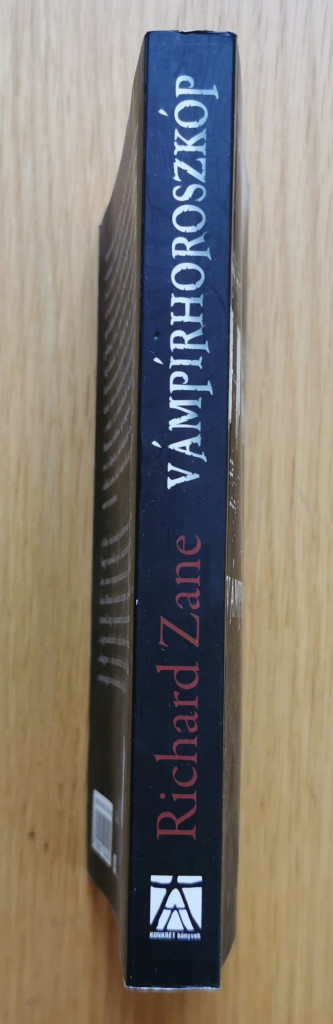 Richard Zane VÁMPÍRHOROSZKÓP
KONKRÉT könyvek